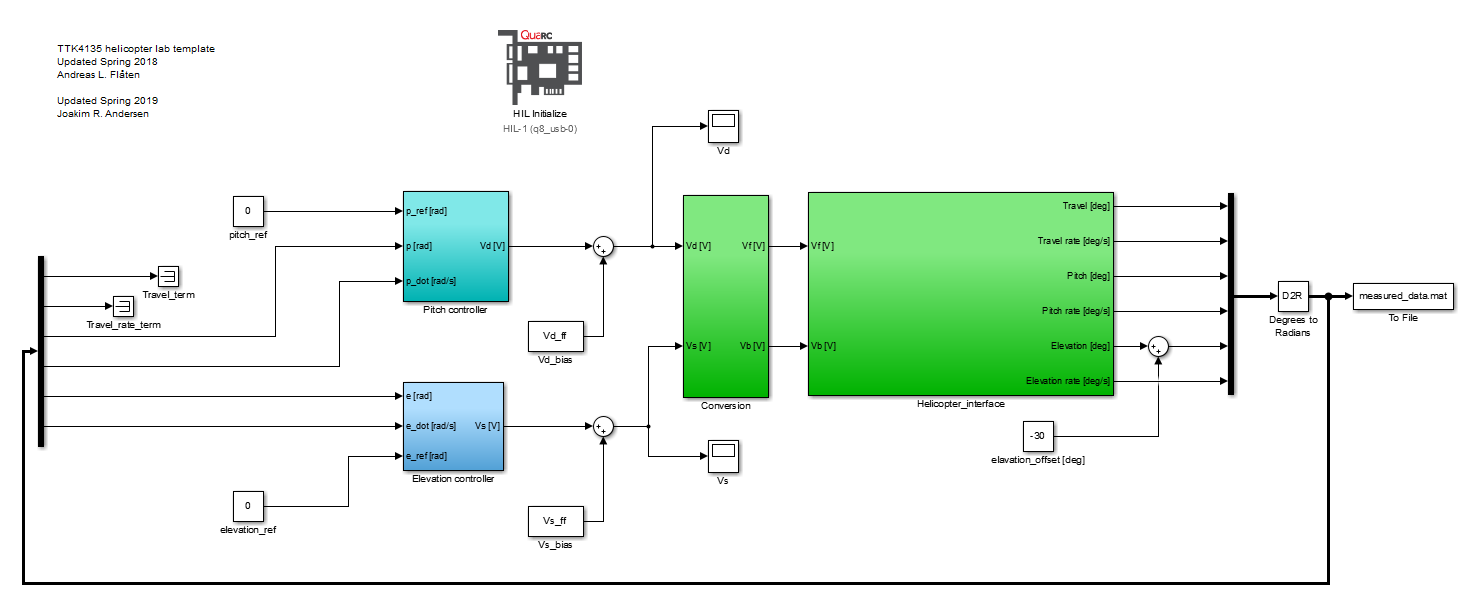 TTK4135 helicopter lab template
Updated Spring 2018
Andreas L. Flåten
Updated Spring 2019
Joakim R. Andersen
QUARC
HIL Initialize
HIL-1 (q8_usb-0)
Vd
0
pitch_ref
p_ref [rad]
p [rad]
p_dot [rad/s]
Vd [V]
Pitch controller
Travel_term
Travel_rate_term
Vd_ff
Vd_bias
Vd [V]
Vs [V]
Vf [V]
Vb [V]
Conversion
Vf [V]
Vb [V]
Travel [deg]
Travel rate [deg/s]
Pitch [deg]
Pitch rate [deg/s]
Elevation [deg]
Elevation rate [deg/s]
Helicopter_interface
D2R
Degrees to
Radians
measured_data.mat
To File
e [rad]
e_dot [rad/s]
e_ref [rad]
Vs [V]
Elevation controller
0
elevation_ref
Vs_ff
Vs_bias
Vs
-30
elavation_offset [deg]